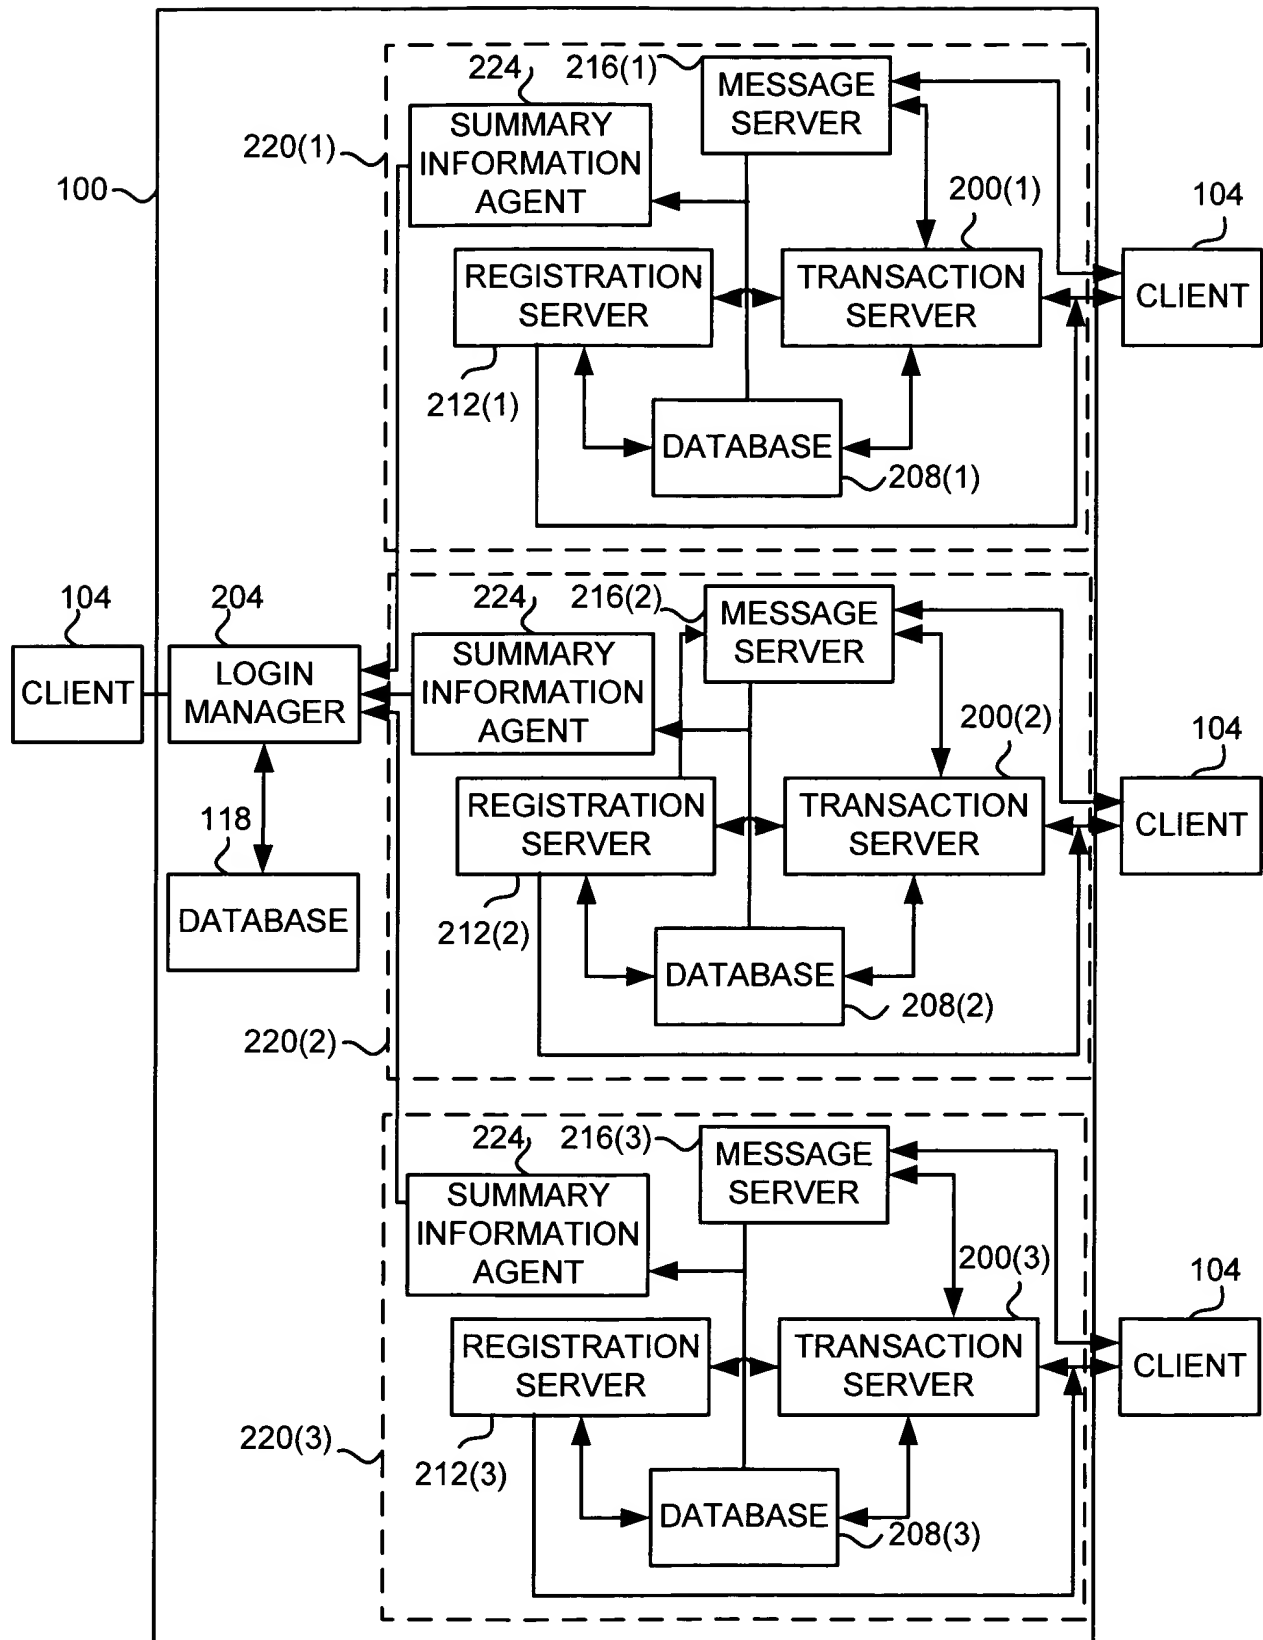 224
216(1)
MESSAGE
SERVER
SUMMARY
INFORMATION
AGENT
220(1)
100
200(1)
104
REGISTRATION
SERVER
TRANSACTION
SERVER
CLIENT
212(1)
DATABASE
208(1)
104
204
224
216(2)
MESSAGE
SERVER
CLIENT
LOGIN
MANAGER
SUMMARY
INFORMATION
AGENT
200(2)
104
REGISTRATION
SERVER
TRANSACTION
SERVER
CLIENT
118
DATABASE
212(2)
DATABASE
208(2)
220(2)
224
216(3)
MESSAGE
SERVER
SUMMARY
INFORMATION
AGENT
200(3)
104
REGISTRATION
SERVER
TRANSACTION
SERVER
CLIENT
220(3)
212(3)
DATABASE
208(3)